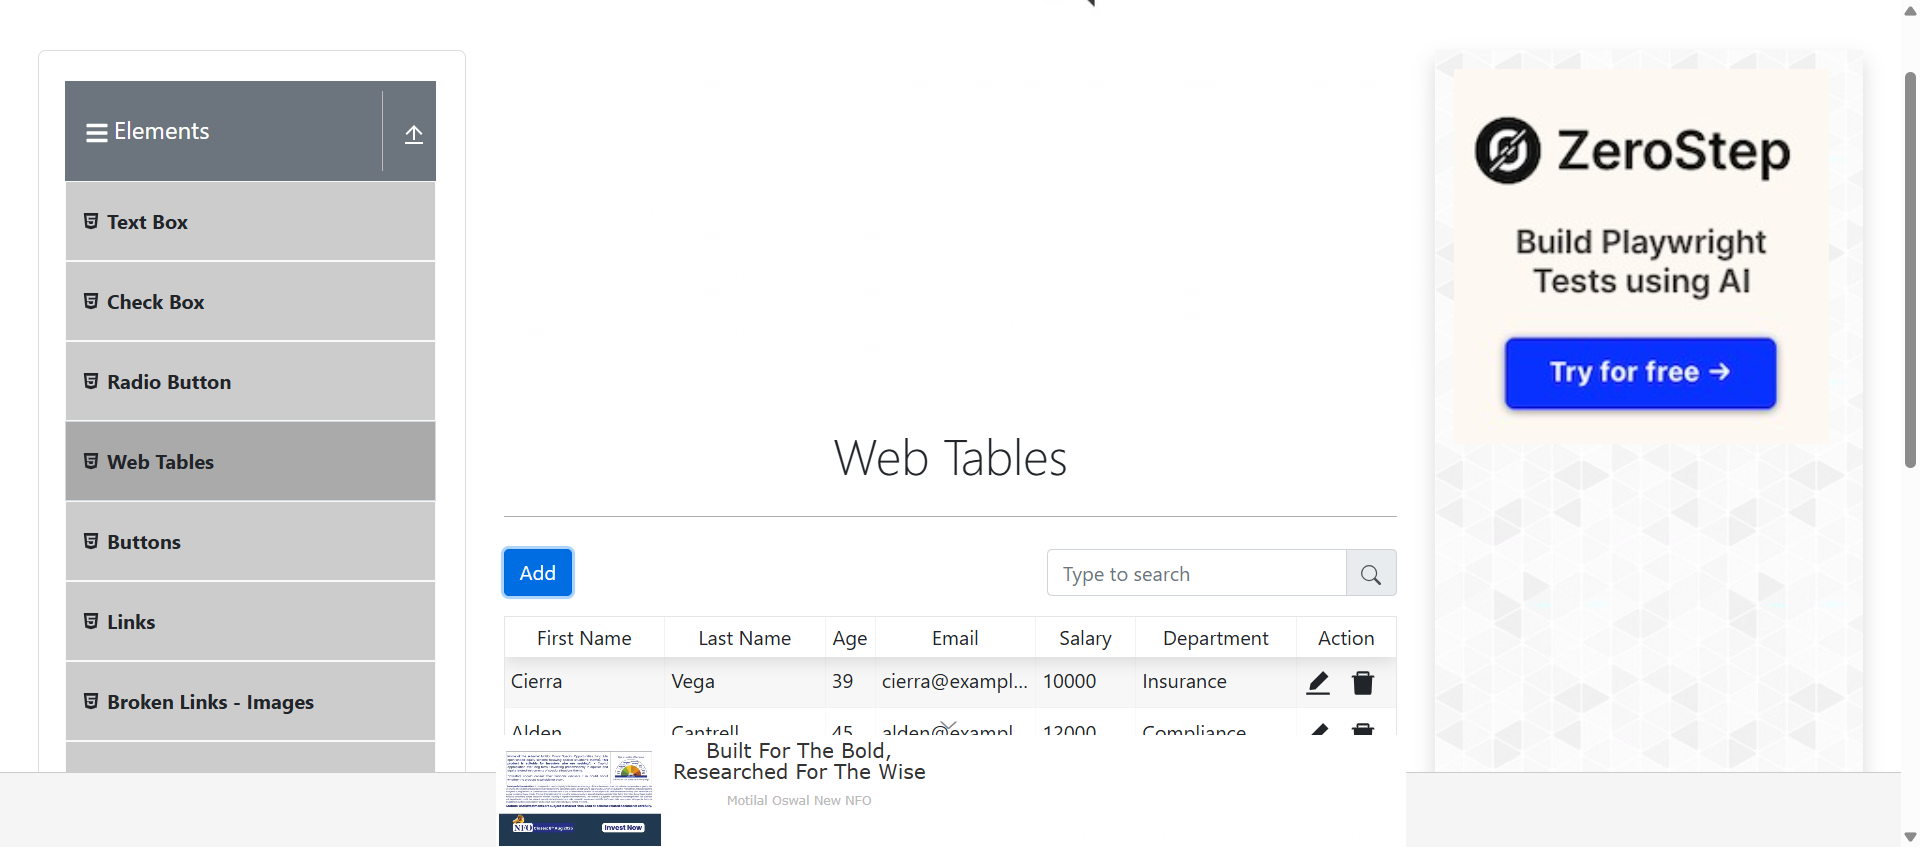 Elements
Text Box
Check Box
Radio Button
Web Tables
Buttons
Links
Broken Links - Images
Web Tables
Add
Type to search
First Name Last Name Age Email Salary Department Action
Cierra Vega 39 cierra@exampl... 10000 Insurance
Alden Cantrell 45 alden@exampl... 12000 Compliance
Built For The Bold,
Researched For The Wise
Motilal Oswal New NFO
NFO
Invest Now
ZeroStep
Build Playwright
Tests using AI
Try for free →